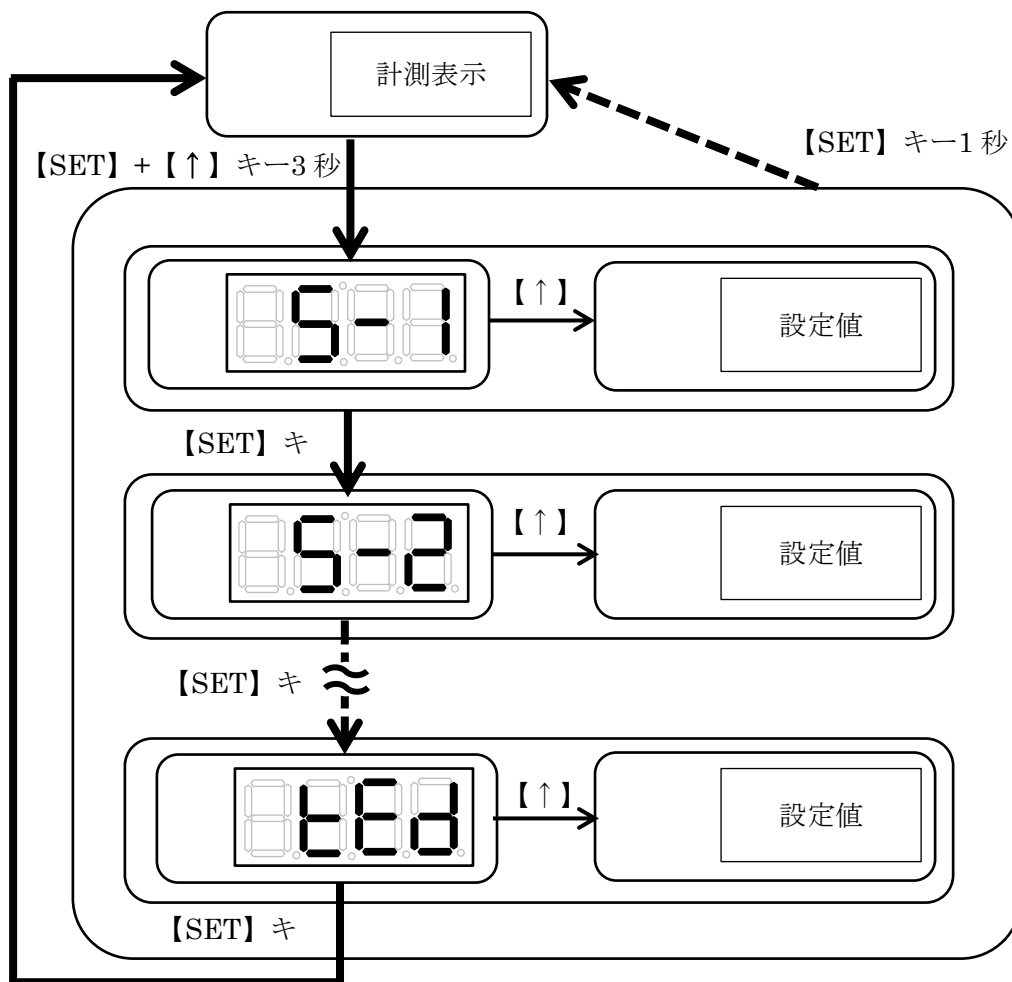 計測表示
【SET】キー1 秒
【SET】+【↑】キー3 秒
S-1
【↑】
設定値
【SET】キ
S-2
【↑】
設定値
【SET】キ
tEd
【↑】
設定値
【SET】キ